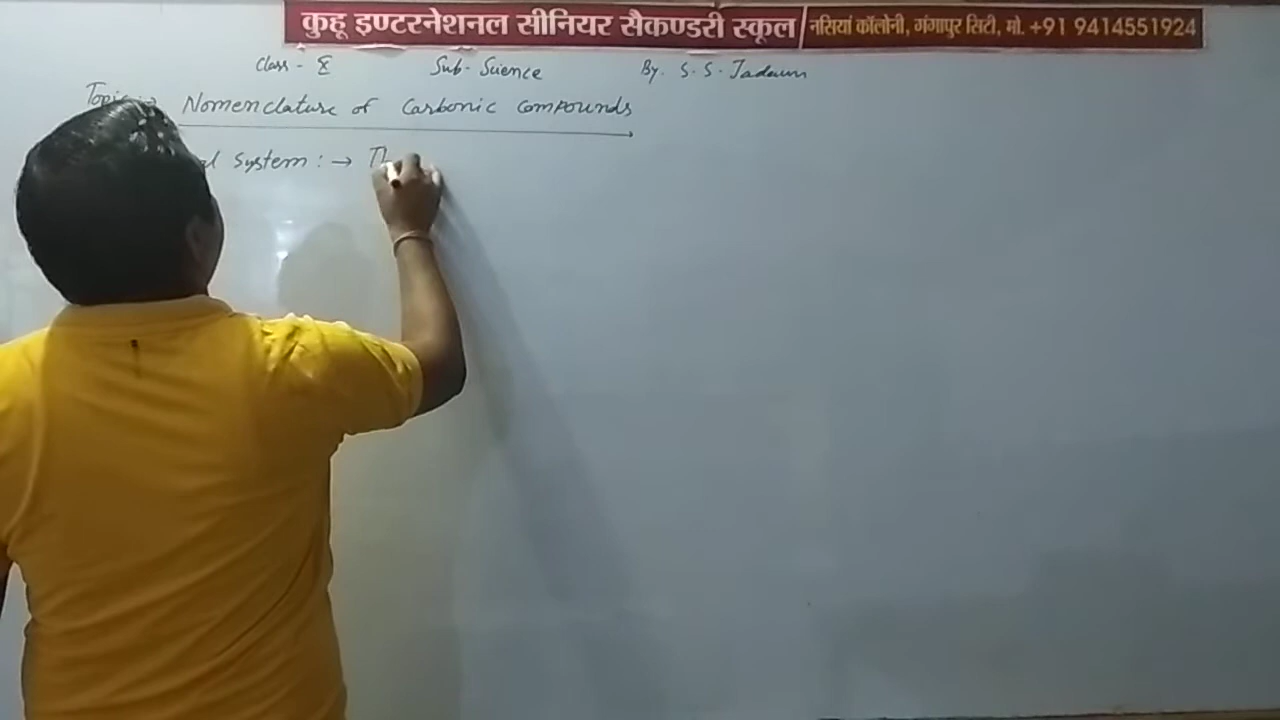 कुहू इण्टरनेशनल सीनियर सैकण्डरी स्कूल नसियां कॉलोनी, गंगापुर सिटी, मो. +91 9414551924
Class - X Sub- Science By. S. S. Jadaun
Nomenclature of Carbonic Compounds
System : →